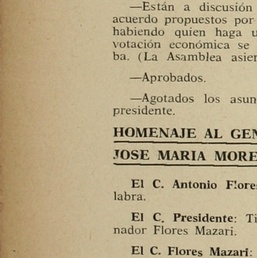 —Están a discusión
acuerdo propuestos por
habiendo quien haga u
votación económica se
ba. (La Asamblea asien
—Aprobados.
—Agotados los asun
presidente.
HOMENAJE AL GEN
JOSE MARIA MORE
El C. Antonio Flores
labra.
El C. Presidente: Ti
nador Flores Mazari.
El C. Flores Mazari: